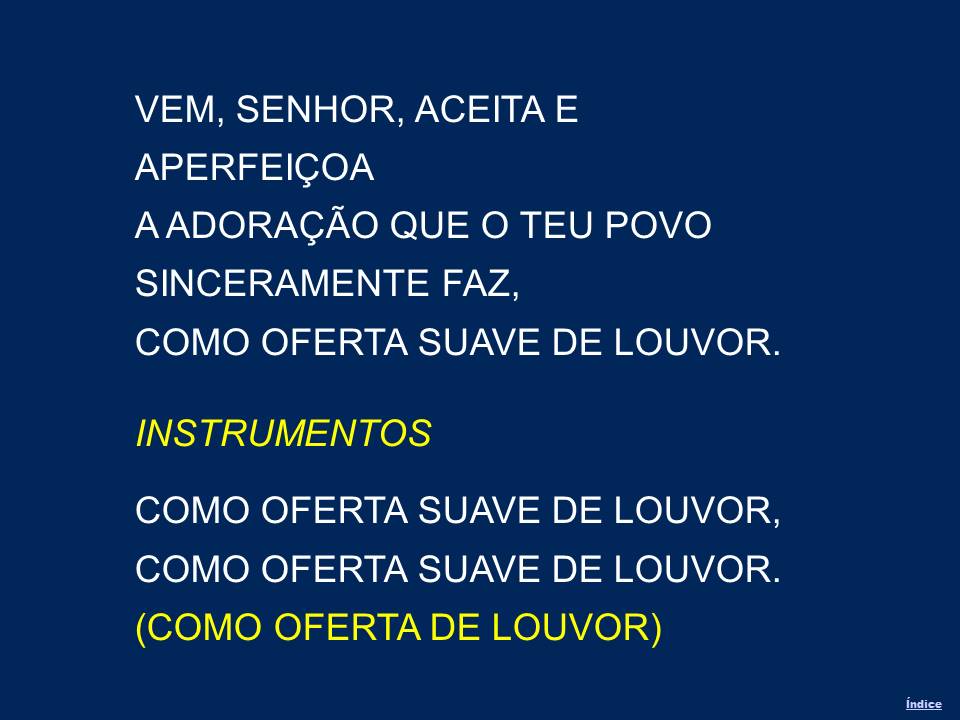 VEM, SENHOR, ACEITA E
APERFEIÇOA
A ADORAÇÃO QUE O TEU POVO
SINCERAMENTE FAZ,
COMO OFERTA SUAVE DE LOUVOR.
INSTRUMENTOS
COMO OFERTA SUAVE DE LOUVOR,
COMO OFERTA SUAVE DE LOUVOR.
(COMO OFERTA DE LOUVOR)
Índice